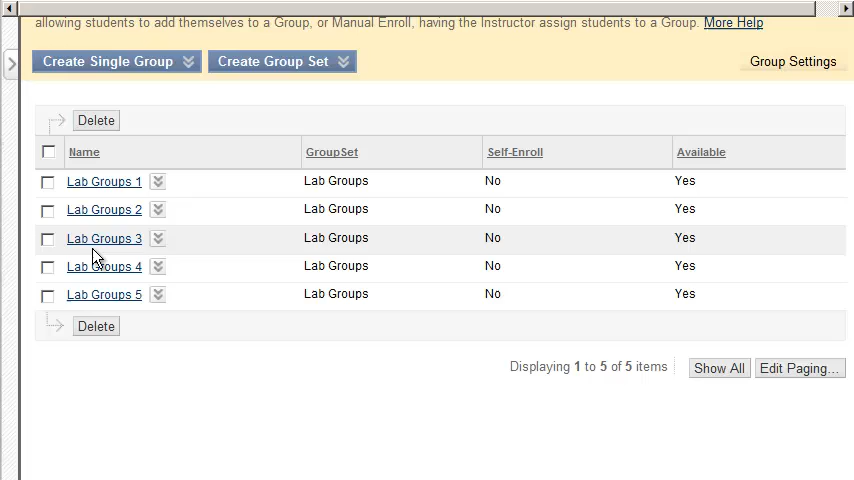 allowing students to add themselves to a Group, or Manual Enroll, having the Instructor assign students to a Group. More Help
Create Single Group Create Group Set Group Settings
Delete
Name GroupSet Self-Enroll Available
Lab Groups 1 Lab Groups No Yes
Lab Groups 2 Lab Groups No Yes
Lab Groups 3 Lab Groups No Yes
Lab Groups 4 Lab Groups No Yes
Lab Groups 5 Lab Groups No Yes
Delete
Displaying 1 to 5 of 5 items Show All Edit Paging...